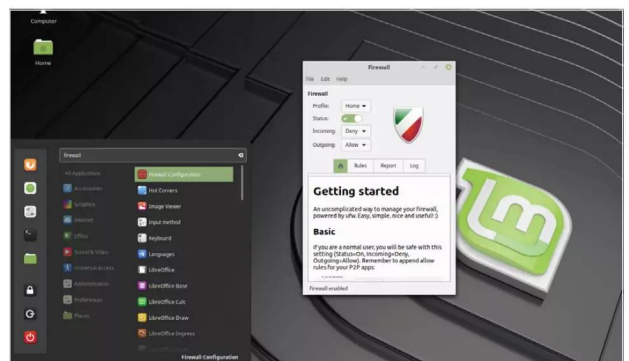 Computer
Home
firewall
All Applications
Accessories
Graphics
Internet
Office
Sound & Video
Universal Access
Administration
Preferences
Places
Firewall Configuration
Hot Corners
Image Viewer
Input method
Keyboard
Languages
LibreOffice
LibreOffice Base
LibreOffice Calc
LibreOffice Draw
LibreOffice Impress
Firewall Configuration
Firewall
File Edit Help
Firewall
Profile: Home
Status:
Incoming: Deny
Outgoing: Allow
Rules Report Log
Getting started
An uncomplicated way to manage your firewall,
powered by ufw. Easy, simple, nice and useful! :)
Basic
If you are a normal user, you will be safe with this
setting (Status=On, Incoming=Deny,
Outgoing=Allow). Remember to append allow
rules for your P2P apps:
Firewall enabled